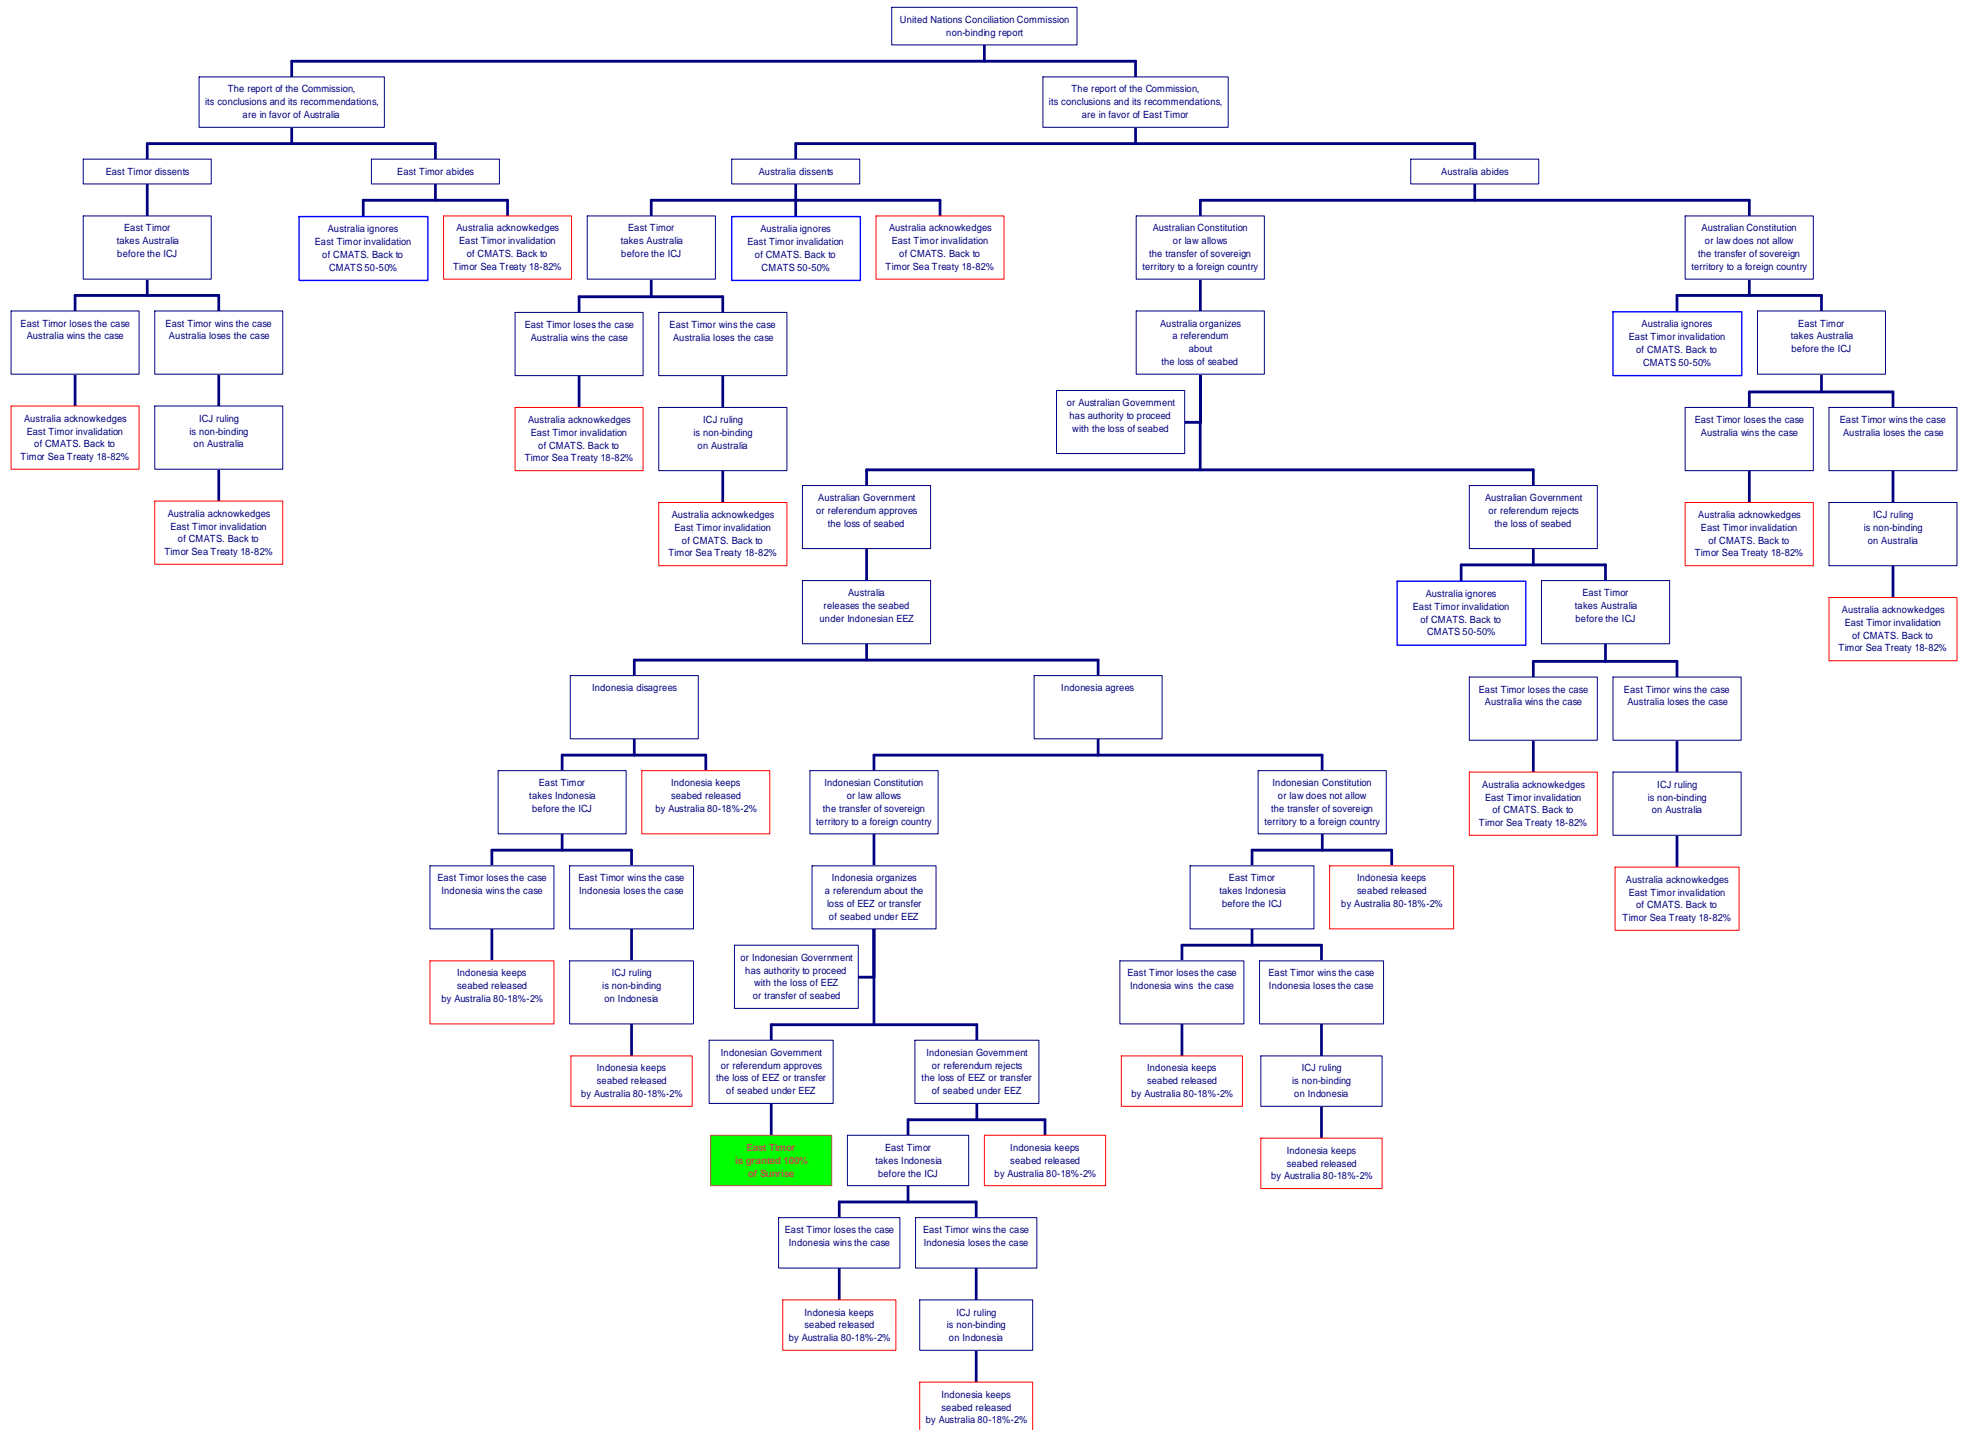 United Nations Conciliation Commission
non-binding report
The report of the Commission,
its conclusions and its recommendations,
are in favor of Australia
The report of the Commission,
its conclusions and its recommendations,
are in favor of East Timor
East Timor dissents
East Timor abides
Australia dissents
Australia abides
East Timor
takes Australia
before the ICJ
Australia ignores
East Timor invalidation
of CMATS. Back to
CMATS 50-50%
Australia acknowkedges
East Timor invalidation
of CMATS. Back to
Timor Sea Treaty 18-82%
East Timor
takes Australia
before the ICJ
Australia ignores
East Timor invalidation
of CMATS. Back to
CMATS 50-50%
Australia acknowkedges
East Timor invalidation
of CMATS. Back to
Timor Sea Treaty 18-82%
Australian Constitution
or law allows
the transfer of sovereign
territory to a foreign country
Australian Constitution
or law does not allow
the transfer of sovereign
territory to a foreign country
East Timor loses the case
Australia wins the case
East Timor wins the case
Australia loses the case
East Timor loses the case
Australia wins the case
East Timor wins the case
Australia loses the case
Australia organizes
a referendum
about
the loss of seabed
Australia ignores
East Timor invalidation
of CMATS. Back to
CMATS 50-50%
East Timor
takes Australia
before the ICJ
or Australian Government
has authority to proceed
with the loss of seabed
Australia acknowkedges
East Timor invalidation
of CMATS. Back to
Timor Sea Treaty 18-82%
ICJ ruling
is non-binding
on Australia
Australia acknowkedges
East Timor invalidation
of CMATS. Back to
Timor Sea Treaty 18-82%
ICJ ruling
is non-binding
on Australia
East Timor loses the case
Australia wins the case
East Timor wins the case
Australia loses the case
Australian Government
or referendum approves
the loss of seabed
Australian Government
or referendum rejects
the loss of seabed
Australia acknowkedges
East Timor invalidation
of CMATS. Back to
Timor Sea Treaty 18-82%
Australia acknowkedges
East Timor invalidation
of CMATS. Back to
Timor Sea Treaty 18-82%
Australia acknowkedges
East Timor invalidation
of CMATS. Back to
Timor Sea Treaty 18-82%
ICJ ruling
is non-binding
on Australia
Australia
releases the seabed
under Indonesian EEZ
Australia ignores
East Timor invalidation
of CMATS. Back to
CMATS 50-50%
East Timor
takes Australia
before the ICJ
Australia acknowkedges
East Timor invalidation
of CMATS. Back to
Timor Sea Treaty 18-82%
Indonesia disagrees
Indonesia agrees
East Timor loses the case
Australia wins the case
East Timor wins the case
Australia loses the case
East Timor
takes Indonesia
before the ICJ
Indonesia keeps
seabed released
by Australia 80-18%-2%
Indonesian Constitution
or law allows
the transfer of sovereign
territory to a foreign country
Indonesian Constitution
or law does not allow
the transfer of sovereign
territory to a foreign country
Australia acknowkedges
East Timor invalidation
of CMATS. Back to
Timor Sea Treaty 18-82%
ICJ ruling
is non-binding
on Australia
East Timor loses the case
Indonesia wins the case
East Timor wins the case
Indonesia loses the case
Indonesia organizes
a referendum about the
loss of EEZ or transfer
of seabed under EEZ
East Timor
takes Indonesia
before the ICJ
Indonesia keeps
seabed released
by Australia 80-18%-2%
Australia acknowkedges
East Timor invalidation
of CMATS. Back to
Timor Sea Treaty 18-82%
or Indonesian Government
has authority to proceed
with the loss of EEZ
or transfer of seabed
Indonesia keeps
seabed released
by Australia 80-18%-2%
ICJ ruling
is non-binding
on Indonesia
East Timor loses the case
Indonesia wins the case
East Timor wins the case
Indonesia loses the case
Indonesia keeps
seabed released
by Australia 80-18%-2%
Indonesian Government
or referendum approves
the loss of EEZ or transfer
of seabed under EEZ
Indonesian Government
or referendum rejects
the loss of EEZ or transfer
of seabed under EEZ
Indonesia keeps
seabed released
by Australia 80-18%-2%
ICJ ruling
is non-binding
on Indonesia
East Timor
is granted 100%
of Sunrise
East Timor
takes Indonesia
before the ICJ
Indonesia keeps
seabed released
by Australia 80-18%-2%
Indonesia keeps
seabed released
by Australia 80-18%-2%
East Timor loses the case
Indonesia wins the case
East Timor wins the case
Indonesia loses the case
Indonesia keeps
seabed released
by Australia 80-18%-2%
ICJ ruling
is non-binding
on Indonesia
Indonesia keeps
seabed released
by Australia 80-18%-2%